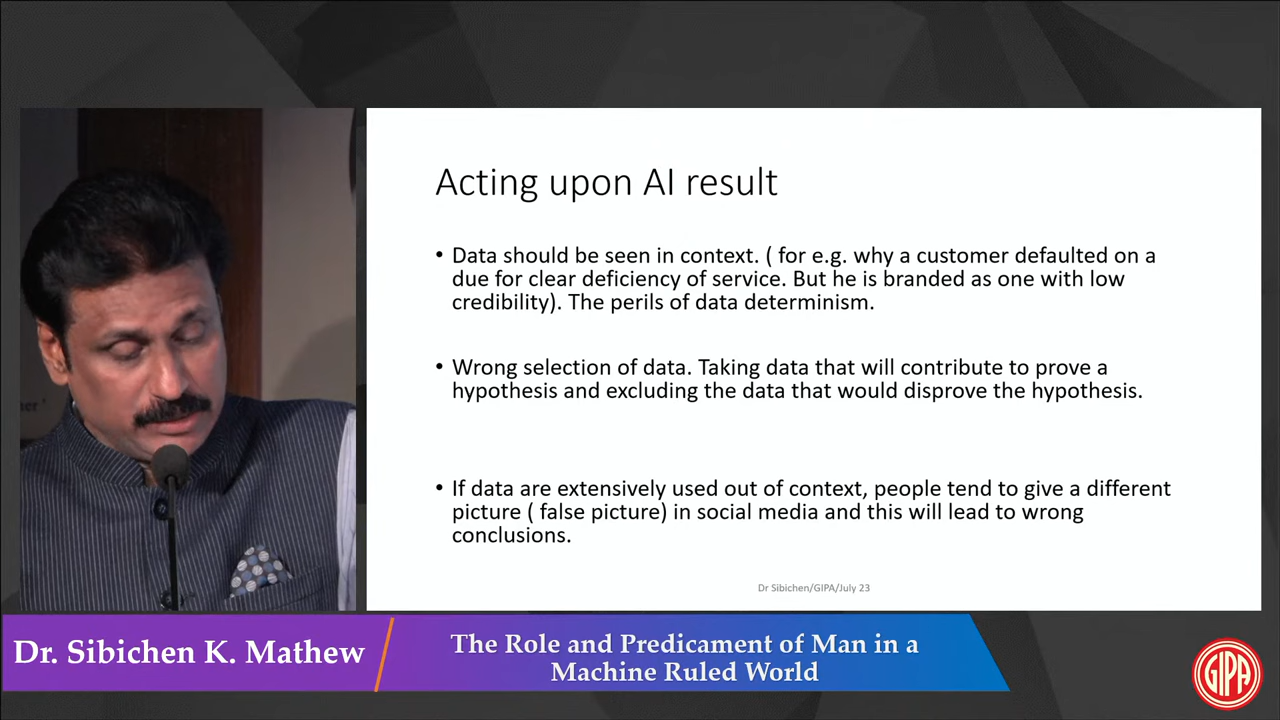 Acting upon AI result
• Data should be seen in context. ( for e.g. why a customer defaulted on a
due for clear deficiency of service. But he is branded as one with low
credibility). The perils of data determinism.
• Wrong selection of data. Taking data that will contribute to prove a
hypothesis and excluding the data that would disprove the hypothesis.
• If data are extensively used out of context, people tend to give a different
picture ( false picture) in social media and this will lead to wrong
conclusions.
Dr Sibichen/GIPA/July 23
Dr. Sibichen K. Mathew
The Role and Predicament of Man in a
Machine Ruled World
GIPA